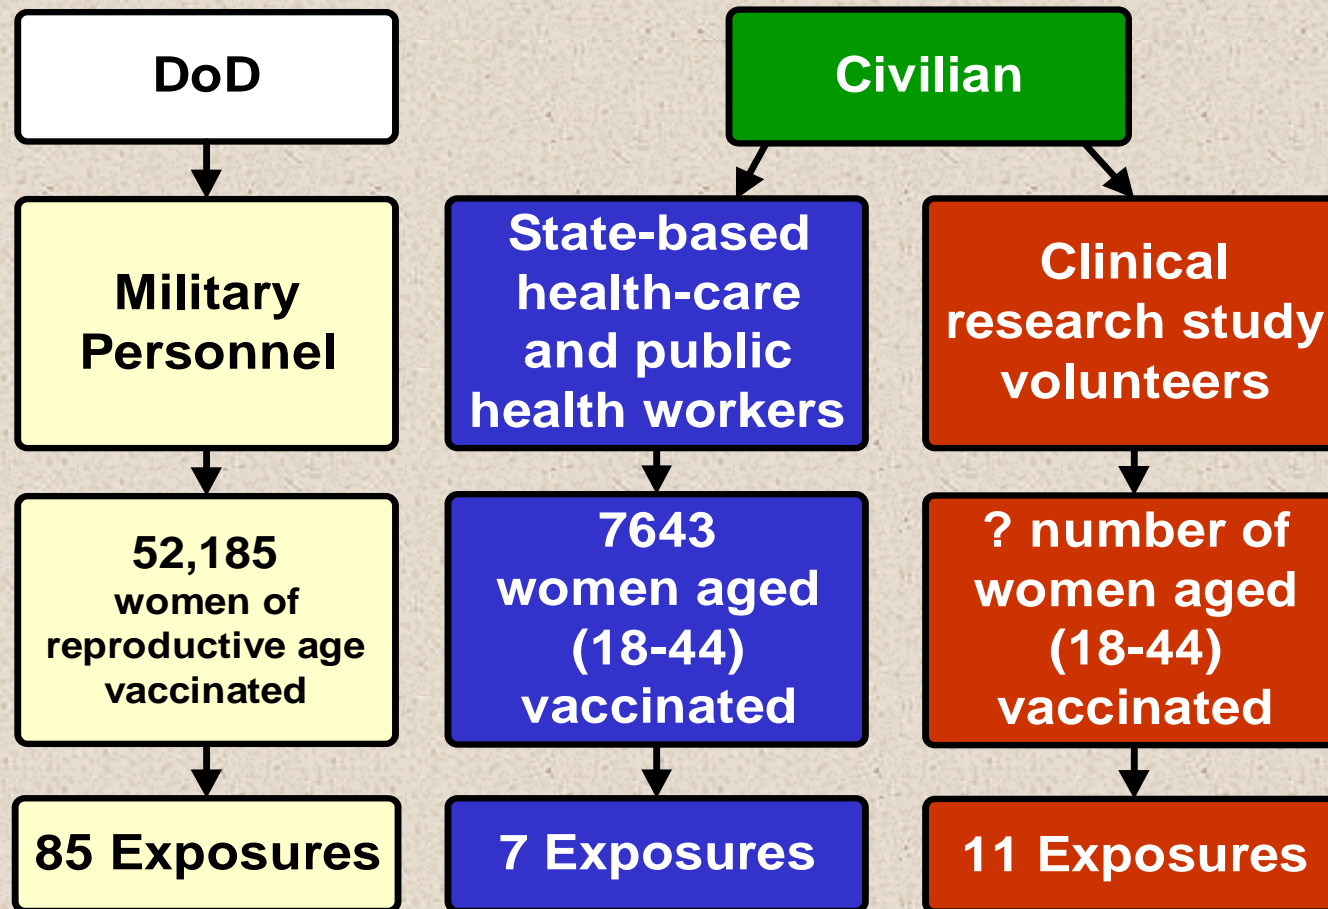 DoD
Civilian
Military
Personnel
State-based
health-care
and public
health workers
Clinical
research study
volunteers
52,185
women of
reproductive age
vaccinated
7643
women aged
(18-44)
vaccinated
? number of
women aged
(18-44)
vaccinated
85 Exposures
7 Exposures
11 Exposures